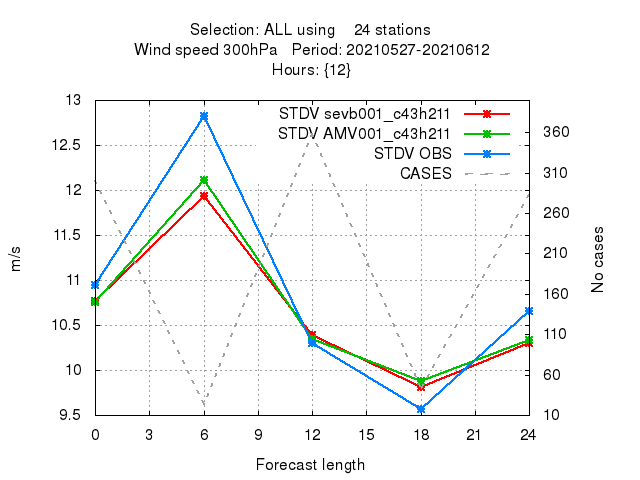 Selection: ALL using 24 stations
Wind speed 300hPa Period: 20210527-20210612
Hours: {12}
STDV sevb001_c43h211
STDV AMV001_c43h211
STDV OBS
CASES
13
12.5
12
11.5
11
10.5
10
9.5
m/s
360
310
260
210
160
110
60
10
No cases
0 3 6 9 12 15 18 21 24
Forecast length